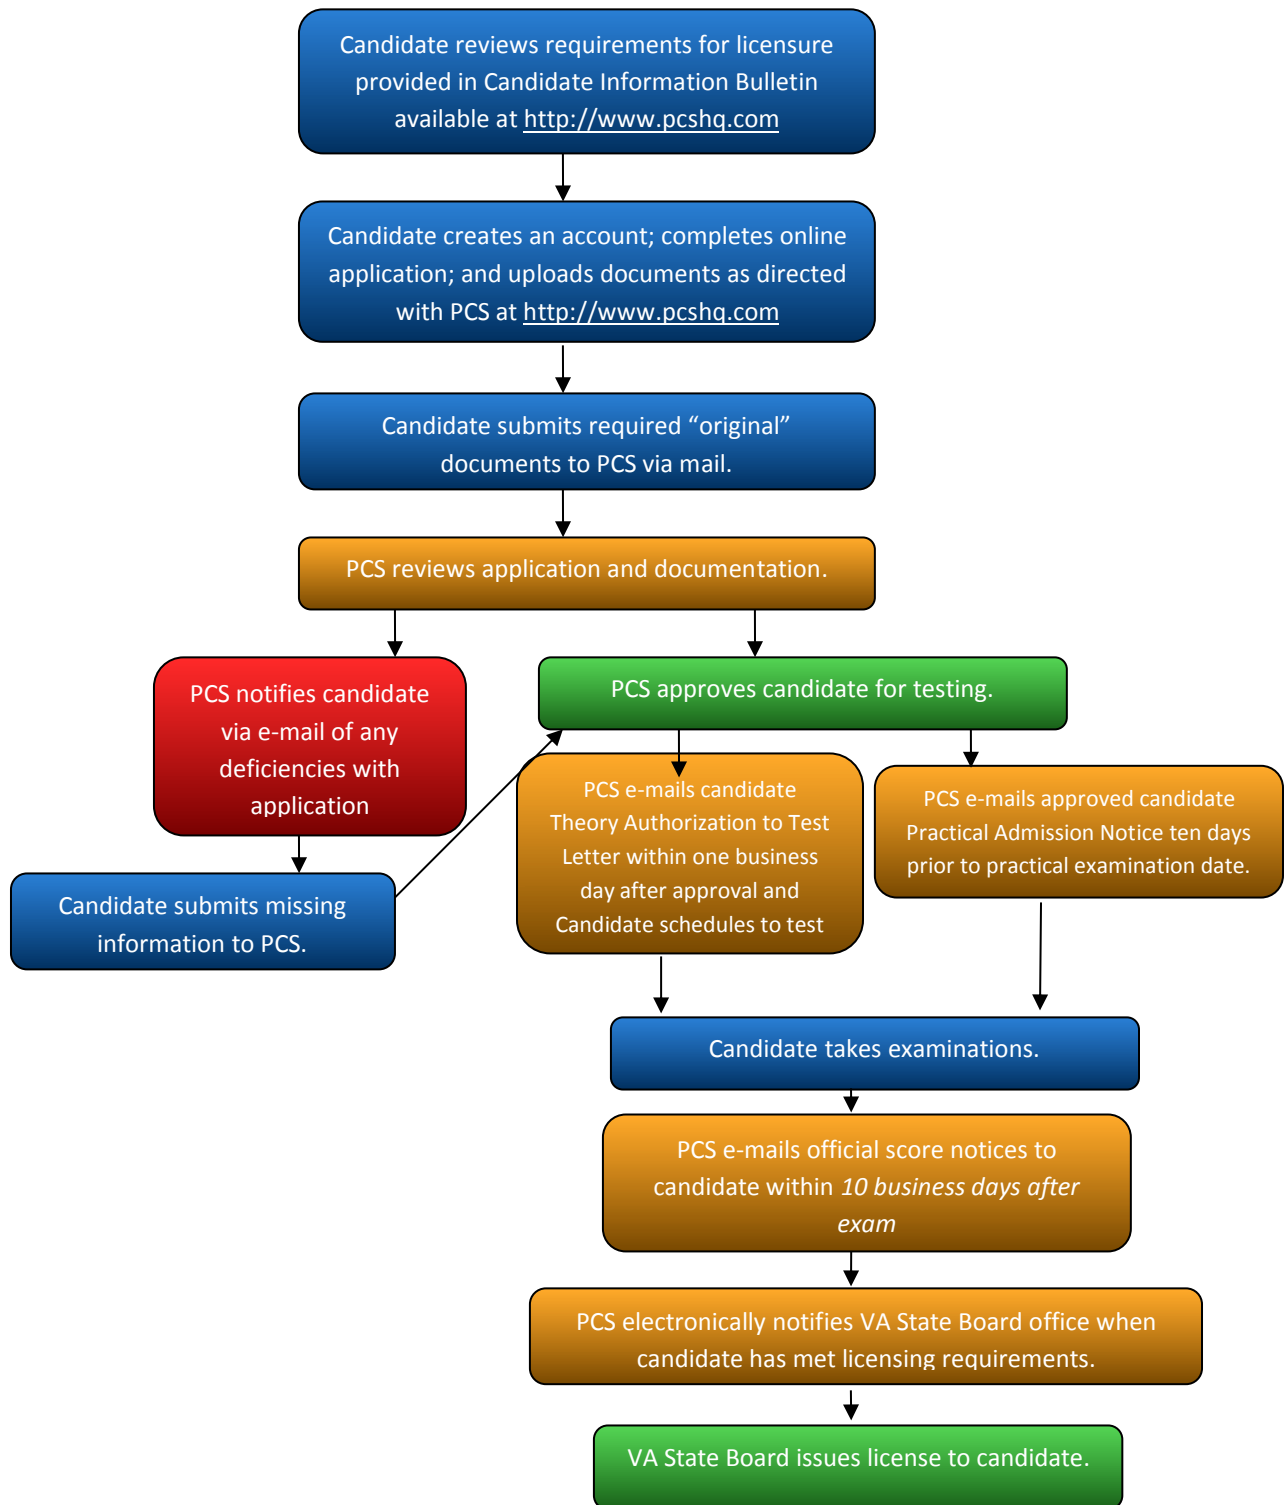 Candidate reviews requirements for licensure
provided in Candidate Information Bulletin
available at http://www.pcshq.com
Candidate creates an account; completes online
application; and uploads documents as directed
with PCS at http://www.pcshq.com
Candidate submits required “original”
documents to PCS via mail.
PCS reviews application and documentation.
PCS notifies candidate
via e-mail of any
deficiencies with
application
PCS approves candidate for testing.
Candidate submits missing
information to PCS.
PCS e-mails candidate
Theory Authorization to Test
Letter within one business
day after approval and
Candidate schedules to test
PCS e-mails approved candidate
Practical Admission Notice ten days
prior to practical examination date.
Candidate takes examinations.
PCS e-mails official score notices to
candidate within 10 business days after
exam
PCS electronically notifies VA State Board office when
candidate has met licensing requirements.
VA State Board issues license to candidate.